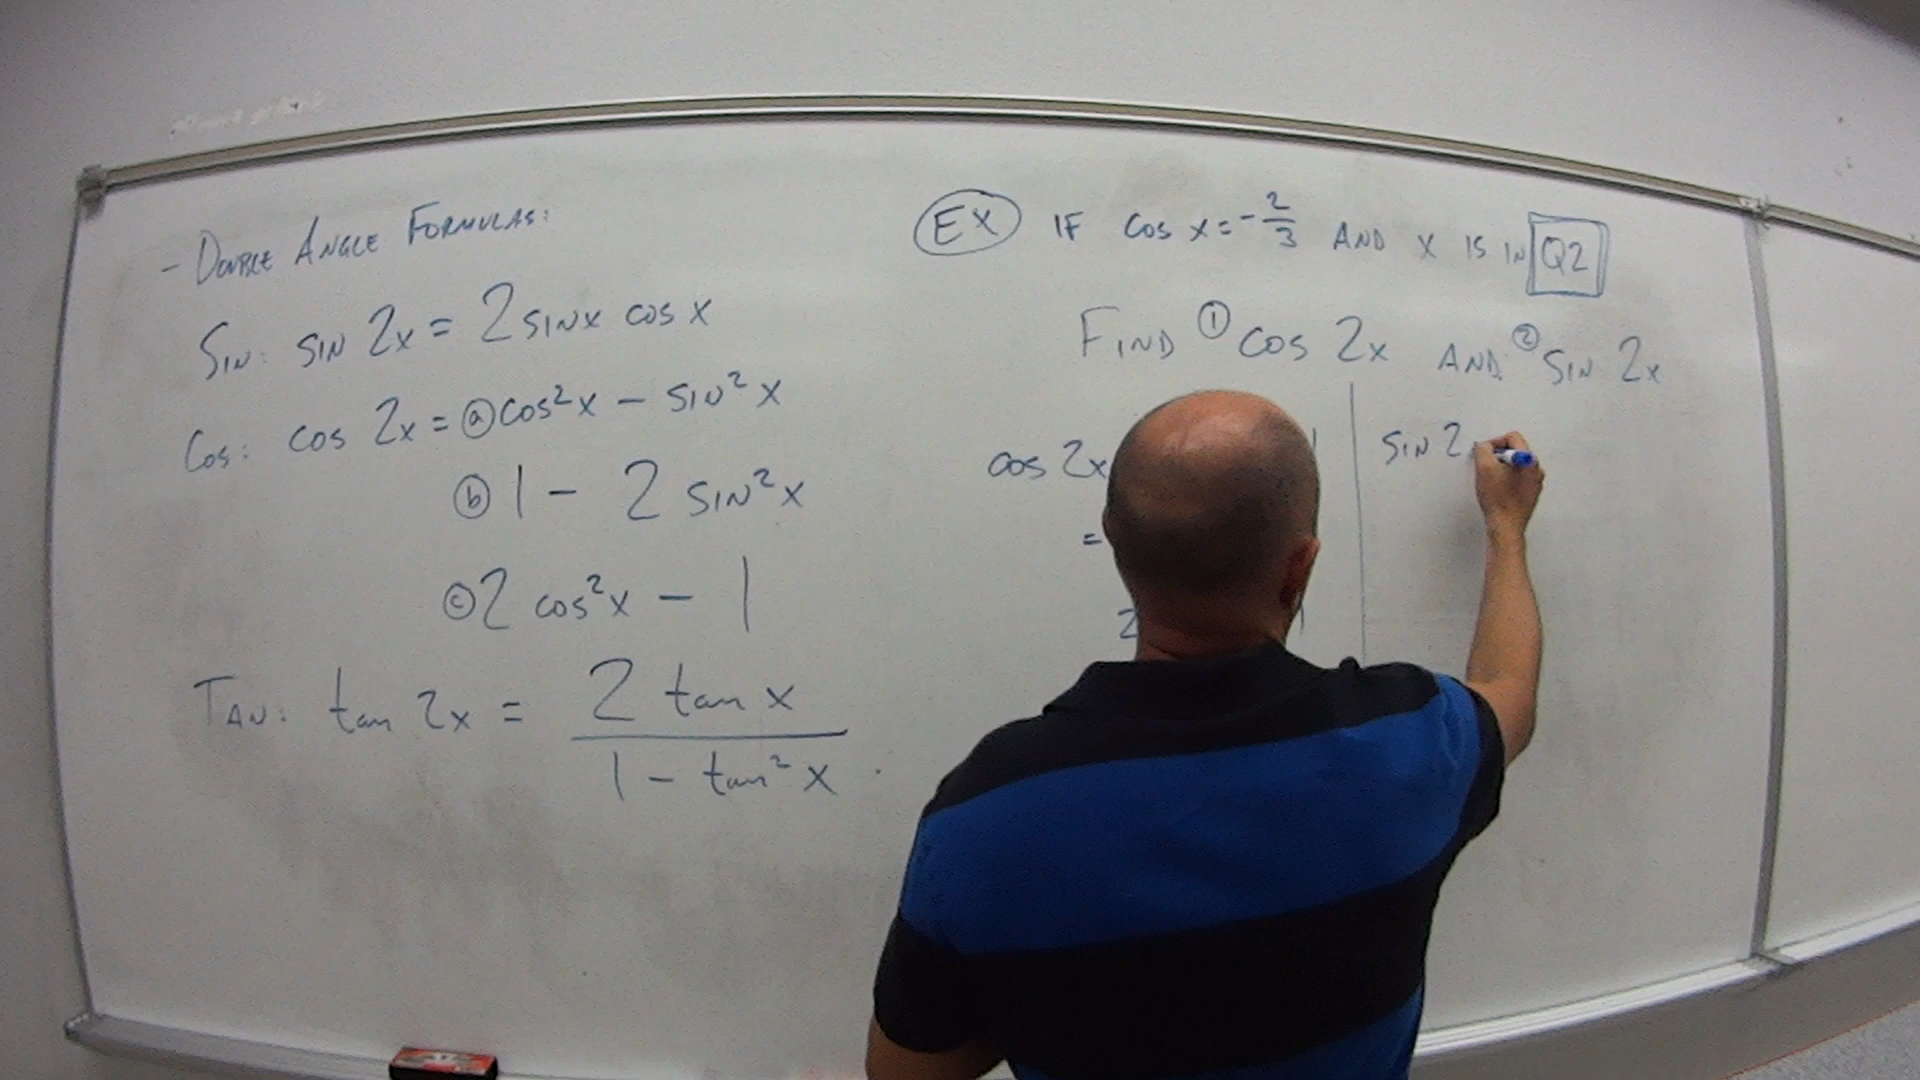 - DOUBLE ANGLE FORMULAS:
SIN: SIN 2x = 2 SINx COS x
COS: COS 2x = ⓐ COS²x - SIN²x
ⓑ 1 - 2 SIN²x
ⓒ 2 cos²x - 1
TAN: tan 2x = 2 tan x / 1 - tan² x
EX IF COS x = -2/3 AND x IS IN Q2
FIND ① COS 2x AND ② SIN 2x
cos 2x
=
2
SIN 2